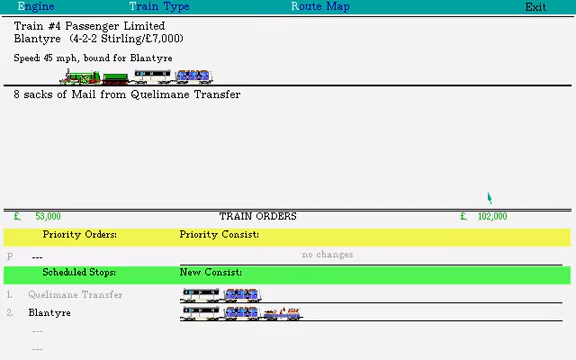 Engine Train Type Route Map Exit
Train #4 Passenger Limited
Blantyre (4-2-2 Stirling/£7,000)
Speed: 45 mph, bound for Blantyre
8 sacks of Mail from Quelimane Transfer
£ 53,000 TRAIN ORDERS £ 102,000
Priority Orders: Priority Consist:
P --- no changes
Scheduled Stops: New Consist:
1. Quelimane Transfer
2. Blantyre
---
---